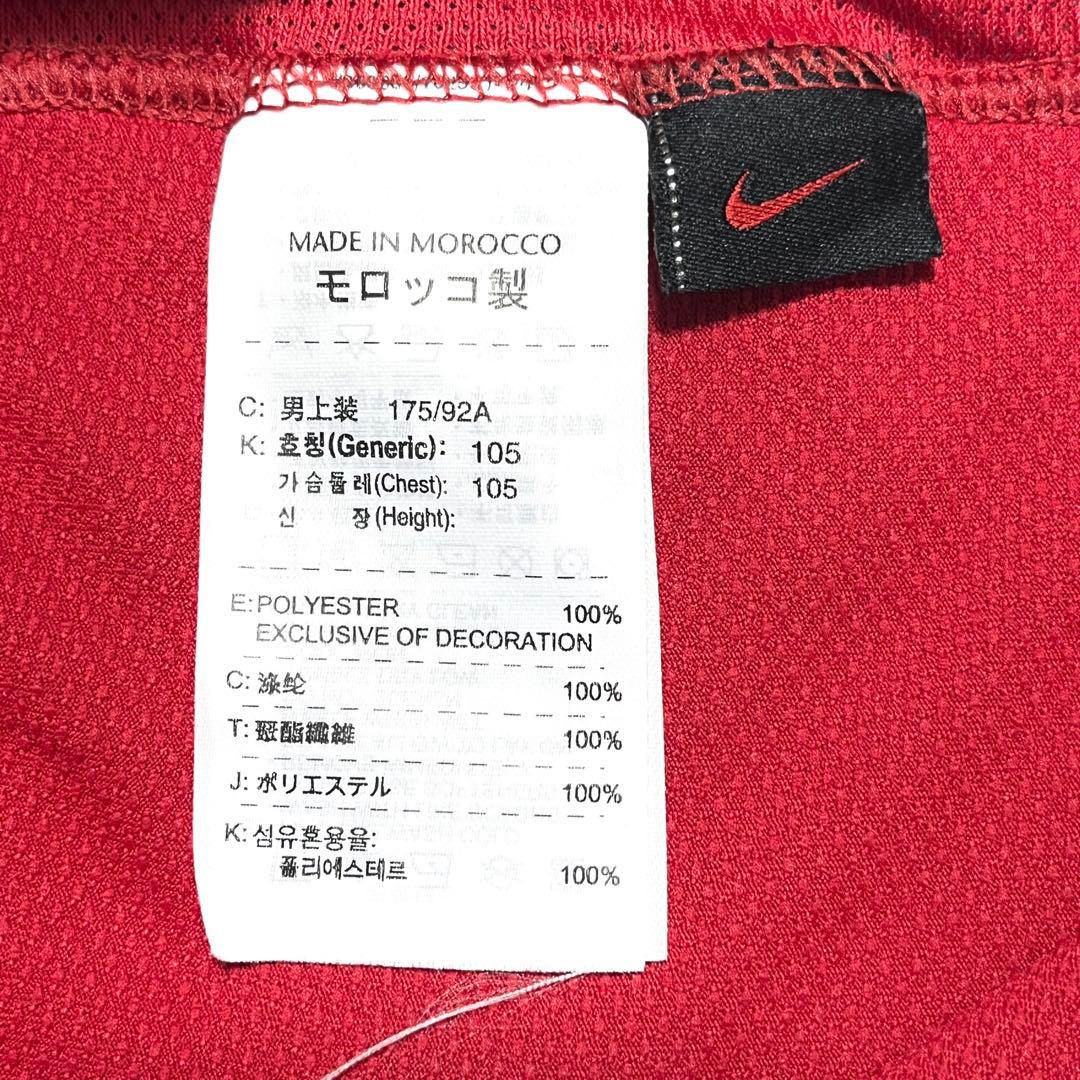 MADE IN MOROCCO
モロッコ製
C: 男上装 175/92A
K: 호칭(Generic): 105
가슴둘레(Chest): 105
신 장(Height):
E: POLYESTER 100%
EXCLUSIVE OF DECORATION
C: 涤纶 100%
T: 聚酯纖維 100%
J: ポリエステル 100%
K: 섬유혼용율:
폴리에스테르 100%